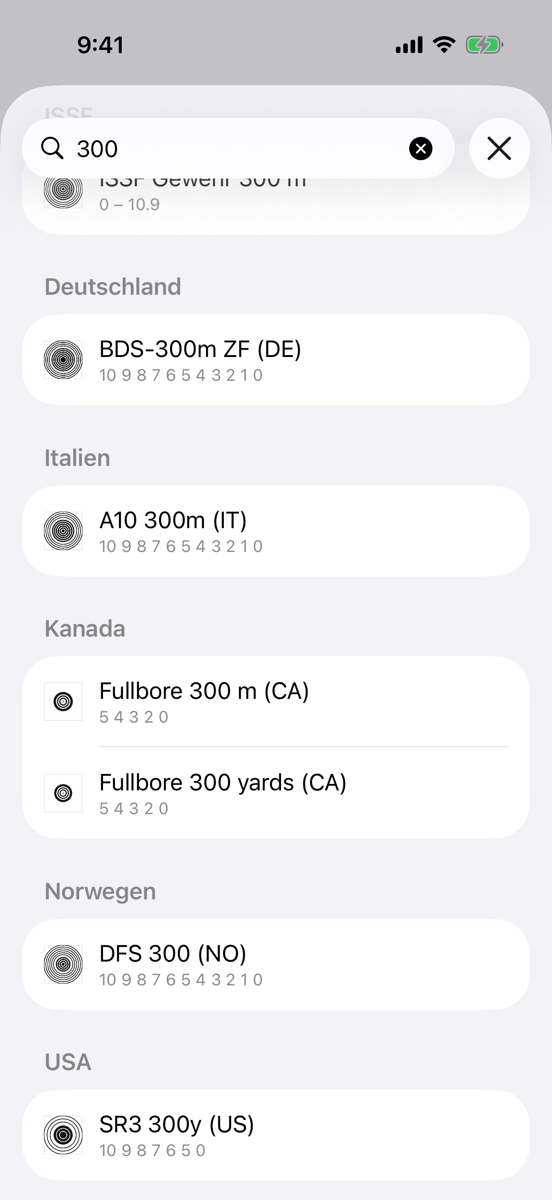 9:41
ISSF
300
ISSF Gewehr 300 m
0 – 10.9
Deutschland
BDS-300m ZF (DE)
10 9 8 7 6 5 4 3 2 1 0
Italien
A10 300m (IT)
10 9 8 7 6 5 4 3 2 1 0
Kanada
Fullbore 300 m (CA)
5 4 3 2 0
Fullbore 300 yards (CA)
5 4 3 2 0
Norwegen
DFS 300 (NO)
10 9 8 7 6 5 4 3 2 1 0
USA
SR3 300y (US)
10 9 8 7 6 5 0